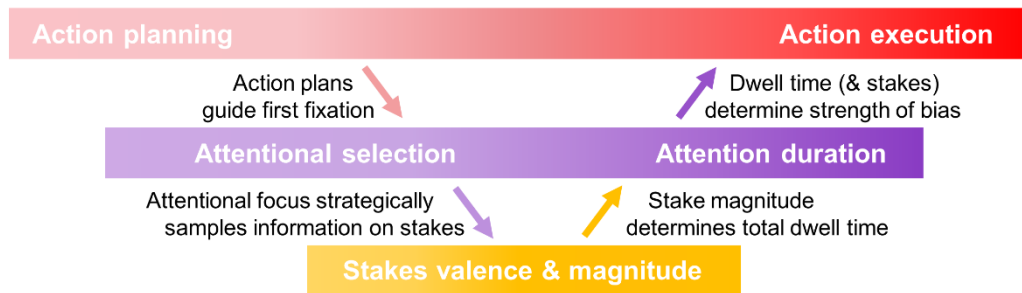 Action planning
Action execution
Action plans
guide first fixation
Dwell time (& stakes)
determine strength of bias
Attentional selection
Attention duration
Attentional focus strategically
samples information on stakes
Stake magnitude
determines total dwell time
Stakes valence & magnitude